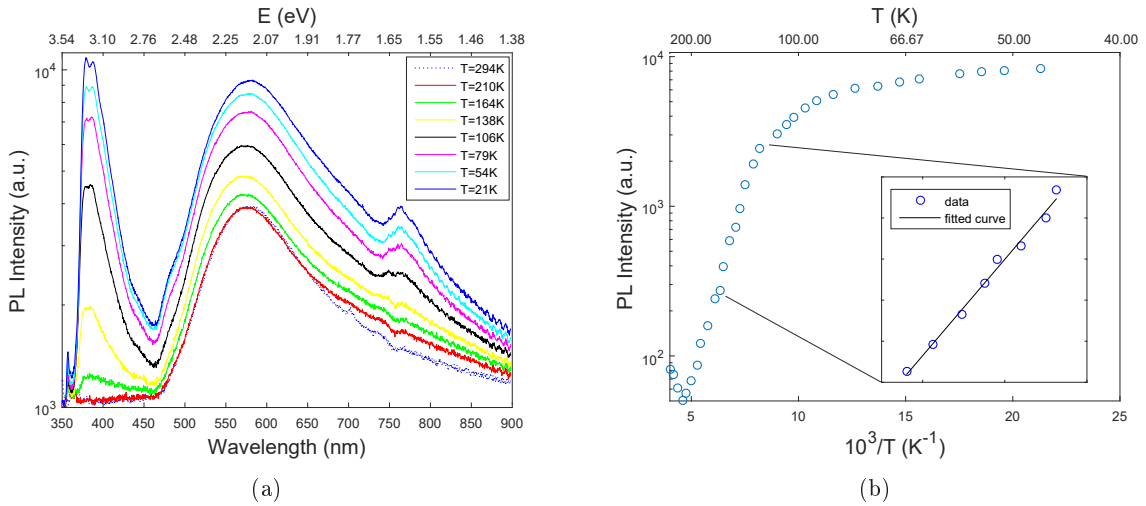 E (eV)
3.54 3.10 2.76 2.48 2.25 2.07 1.91 1.77 1.65 1.55 1.46 1.38
PL Intensity (a.u.)
10^4
10^3
T=294K
T=210K
T=164K
T=138K
T=106K
T=79K
T=54K
T=21K
350 400 450 500 550 600 650 700 750 800 850 900
Wavelength (nm)
(a)
T (K)
200.00 100.00 66.67 50.00 40.00
PL Intensity (a.u.)
10^4
10^3
10^2
data
fitted curve
5 10 15 20 25
10^3/T (K^-1)
(b)